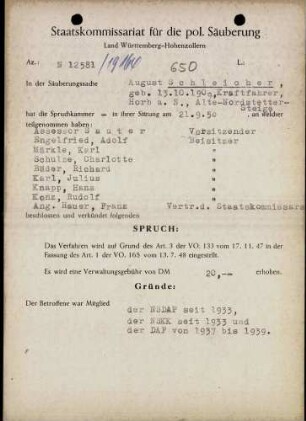 Staatskommissariat für die pol. Säuberung
Land Württemberg-Hohenzollern
Az.: N 12581 / 19/160 650 L.:
In der Säuberungssache August Schleicher,
geb. 13.10.1909, Kraftfahrer,
Horb a. N., Alte-Nordstetter-
Steige
hat die Spruchkammer — in ihrer Sitzung am 21.9.50 , an welcher
teilgenommen haben:
Assessor Sauter Vorsitzender
Engelfried, Adolf Beisitzer
Märkle, Karl "
Schulhe, Charlotte "
Räder, Richard "
Karl, Julius "
Knapp, Hans "
Kenz, Rudolf "
Ang. Bauer, Franz Vertr.d. Staatskommissars
beschlossen und verkündet folgenden
SPRUCH:
Das Verfahren wird auf Grund des Art. 3 der VO. 133 vom 17. 11. 47 in der
Fassung des Art. 1 der VO. 165 vom 13. 7. 48 eingestellt.
Es wird eine Verwaltungsgebühr von DM 20,-- erhoben.
Gründe:
Der Betroffene war Mitglied
der NSDAP seit 1933,
der NSKK seit 1933 und
der DAF von 1937 bis 1939.